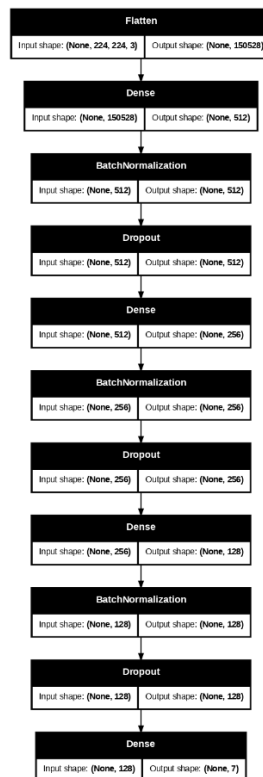 Flatten
Input shape: (None, 224, 224, 3) Output shape: (None, 150528)
Dense
Input shape: (None, 150528) Output shape: (None, 512)
BatchNormalization
Input shape: (None, 512) Output shape: (None, 512)
Dropout
Input shape: (None, 512) Output shape: (None, 512)
Dense
Input shape: (None, 512) Output shape: (None, 256)
BatchNormalization
Input shape: (None, 256) Output shape: (None, 256)
Dropout
Input shape: (None, 256) Output shape: (None, 256)
Dense
Input shape: (None, 256) Output shape: (None, 128)
BatchNormalization
Input shape: (None, 128) Output shape: (None, 128)
Dropout
Input shape: (None, 128) Output shape: (None, 128)
Dense
Input shape: (None, 128) Output shape: (None, 7)